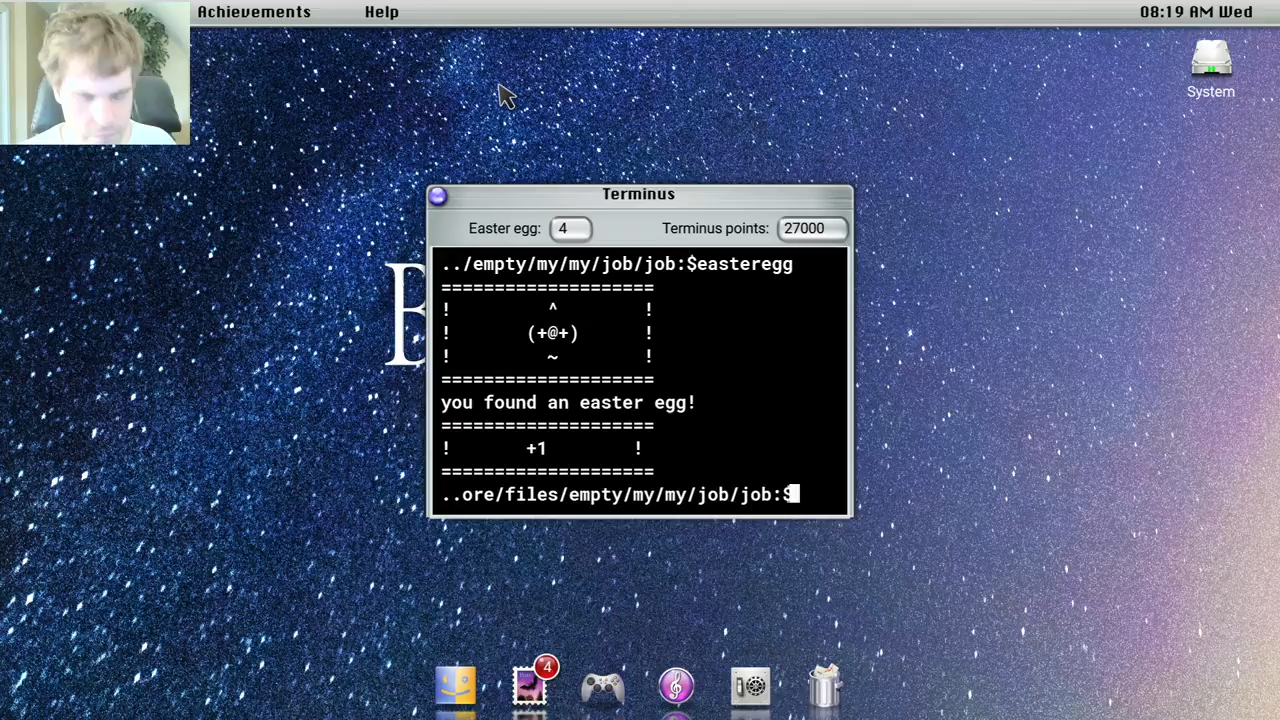 Achievements Help 08:19 AM Wed
System
Terminus
Easter egg: 4 Terminus points: 27000
../empty/my/my/job/job:$easteregg
====================
! ^ !
! (+@+) !
! ~ !
====================
you found an easter egg!
====================
! +1 !
====================
..ore/files/empty/my/my/job/job:$
B
4